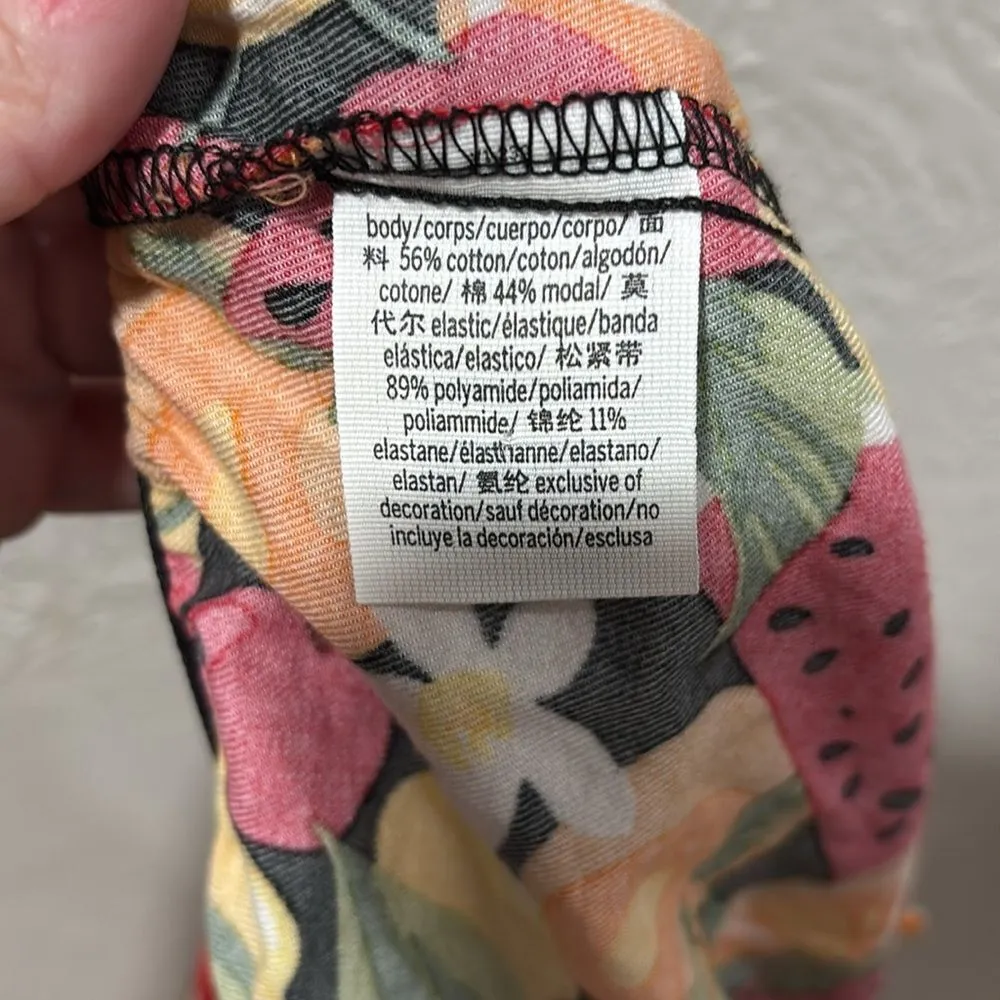 body/corps/cuerpo/corpo/ 面
料 56% cotton/coton/algodón/
cotone/ 棉 44% modal/ 莫
代尔 elastic/élastique/banda
elástica/elastico/ 松紧带
89% polyamide/poliamida/
poliammide/ 锦纶 11%
elastane/élasthanne/elastano/
elastan/ 氨纶 exclusive of
decoration/sauf décoration/no
incluye la decoración/esclusa